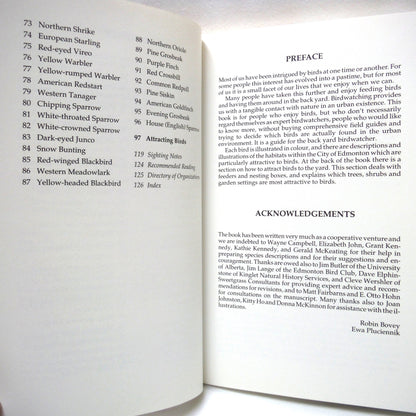 73 Northern Shrike
74 European Starling
75 Red-eyed Vireo
76 Yellow Warbler
77 Yellow-rumped Warbler
78 American Redstart
79 Western Tanager
80 Chipping Sparrow
81 White-throated Sparrow
82 White-crowned Sparrow
83 Dark-eyed Junco
84 Snow Bunting
85 Red-winged Blackbird
86 Western Meadowlark
87 Yellow-headed Blackbird
88 Northern Oriole
89 Pine Grosbeak
90 Purple Finch
91 Red Crossbill
92 Common Redpoll
93 Pine Siskin
94 American Goldfinch
95 Evening Grosbeak
96 House (English) Sparrow
97 Attracting Birds
119 Sighting Notes
124 Recommended Reading
125 Directory of Organizations
126 Index
PREFACE
Most of us have been intrigued by birds at one time or another. For
some people this interest has evolved into a pastime, but for most
of us it is a small facet of our lives that we enjoy when we can.
Many people have taken this further and enjoy feeding birds
and having them around the back yard. Birdwatching provides
us with a tangible contact with nature in an urban existence. This
book is for people who enjoy birds, but who don't necessarily
regard themselves as expert birdwatchers, people who would like
to know more, without buying comprehensive field guides and
trying to decide which birds are actually found in the urban
environment. It is a guide for the back yard birdwatcher.
Each bird is illustrated in colour, and there are descriptions and
illustrations of the habitats within the City of Edmonton which are
particularly attractive to birds. At the back of the book there is a
section on how to attract birds to the yard. This section deals with
feeders and nesting boxes, and explains which trees, shrubs and
garden settings are most attractive to birds.
ACKNOWLEDGEMENTS
The book has been written very much as a cooperative venture and
we are indebted to Wayne Campbell, Elizabeth John, Grant Ken-
nedy, Kathie Kennedy, and Gerald McKeating for their help in
preparing species descriptions and for their suggestions and en-
couragement. Thanks are owed also to Jim Butler of the University
of Alberta, Jim Lange of the Edmonton Bird Club, Dave Elphin-
stone of Kinglet Natural History Services, and Cleve Wershler of
Sweetgrass Consultants for providing expert advice and recom-
mendations for revisions, and to Matt Fairbarns and E. Otto Hohn
for consultations on the manuscript. Many thanks also to Joan
Johnston, Kitty Ho and Donna McKinnon for assistance with the il-
lustrations.
Robin Bovey
Ewa Pluciennik